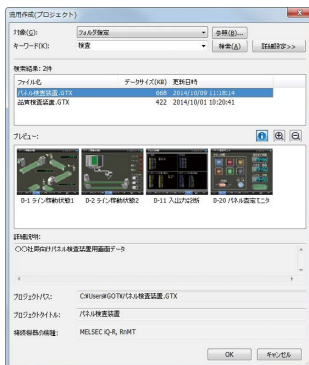 流用作成(プロジェクト)
対象(G): フォルダ指定 参照(B)...
キーワード(K): 検査 検索(A) 詳細設定>>
検索結果: 2件
ファイル名 データサイズ(KB) 更新日時
パネル検査装置.GTX 668 2014/10/09 11:18:14
品質検査装置.GTX 422 2014/10/01 10:20:41
プレビュー:
D-1 ライン稼動状態1 D-2 ライン稼動状態2 D-11 入出力診断 D-20 パネル査定モニタ
詳細説明:
〇〇社員向けパネル検査装置用画面データ
プロジェクトパス: C:¥Users¥GOT¥パネル検査装置.GTX
プロジェクトタイトル: パネル検査装置
接続機器の機種: MELSEC iQ-R, RnMT
OK キャンセル